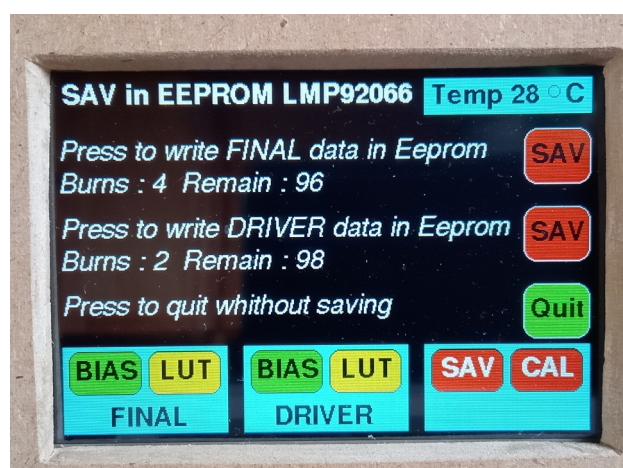 SAV in EEPROM LMP92066 Temp 28 °C
Press to write FINAL data in Eeprom SAV
Burns : 4 Remain : 96
Press to write DRIVER data in Eeprom SAV
Burns : 2 Remain : 98
Press to quit whithout saving Quit
BIAS LUT BIAS LUT SAV CAL
FINAL DRIVER